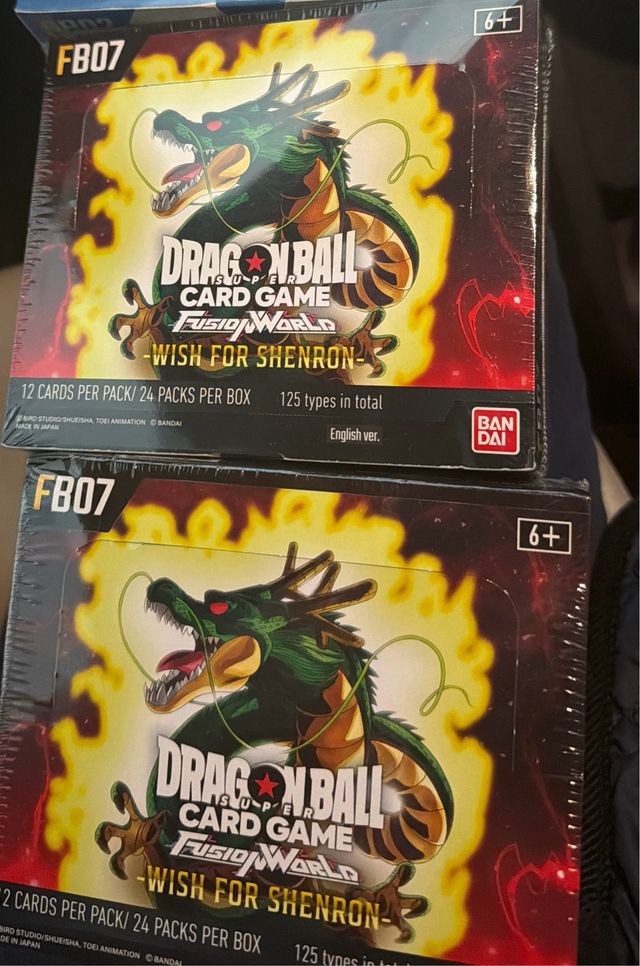 FB07
6+
DRAGON BALL
SUPER
CARD GAME
FUSION WORLD
-WISH FOR SHENRON-
12 CARDS PER PACK/ 24 PACKS PER BOX 125 types in total
BIRD STUDIO/SHUEISHA, TOEI ANIMATION © BANDAI
MADE IN JAPAN
English ver.
BAN
DAI
FB07
6+
DRAGON BALL
SUPER
CARD GAME
FUSION WORLD
-WISH FOR SHENRON-
2 CARDS PER PACK/ 24 PACKS PER BOX 125 types in
BIRD STUDIO/SHUEISHA, TOEI ANIMATION © BANDAI
DE IN JAPAN